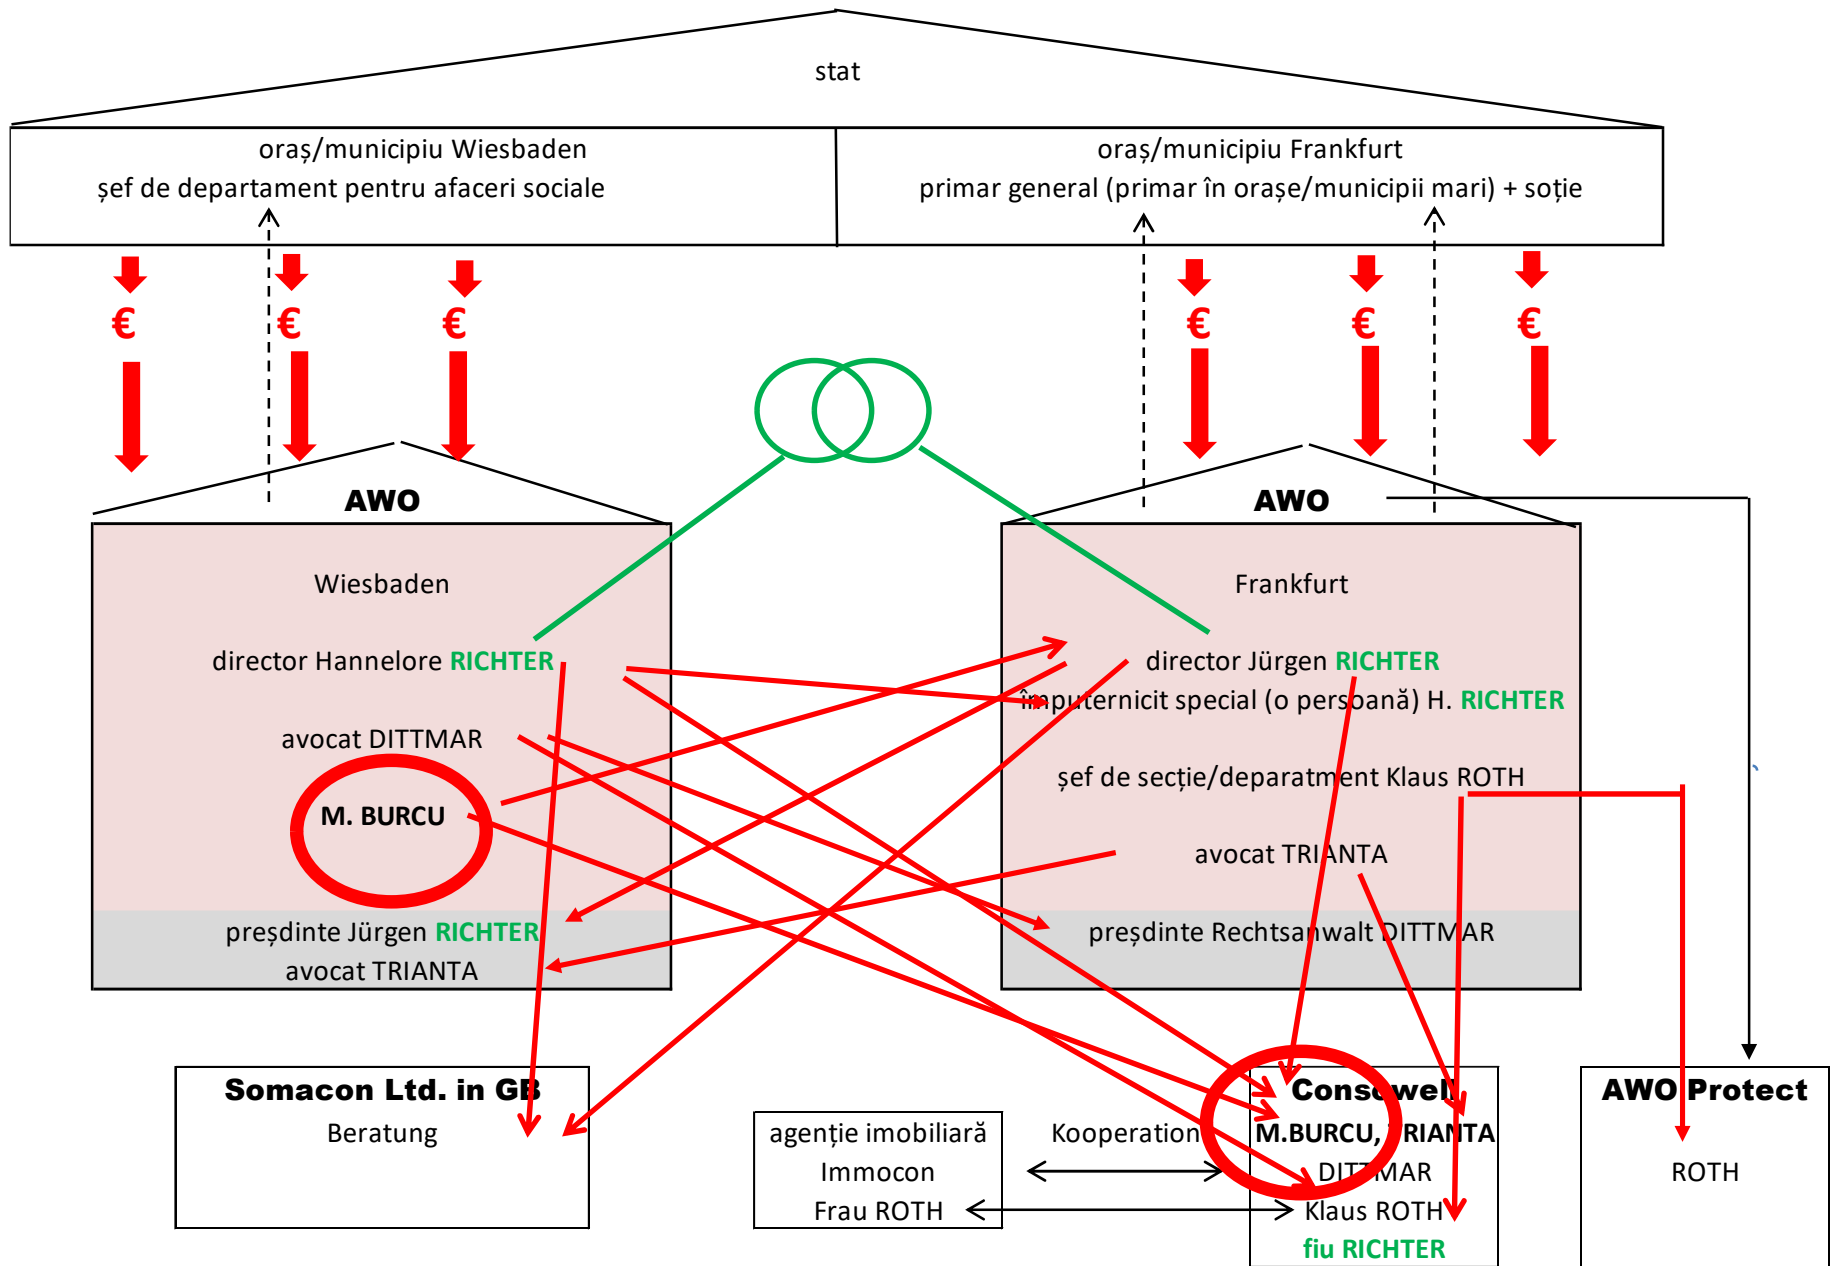 stat
oraș/municipiu Wiesbaden
șef de departament pentru afaceri sociale
oraș/municipiu Frankfurt
primar general (primar în orașe/municipii mari) + soție
€ € € € € €
AWO
Wiesbaden
director Hannelore RICHTER
avocat DITTMAR
M. BURCU
preșdinte Jürgen RICHTER
avocat TRIANTA
AWO
Frankfurt
director Jürgen RICHTER
împuternicit special (o persoană) H. RICHTER
șef de secție/deparatment Klaus ROTH
avocat TRIANTA
preșdinte Rechtsanwalt DITTMAR
Somacon Ltd. in GB
Beratung
agenție imobiliară
Immocon
Frau ROTH
Kooperation
Consowell
M.BURCU, TRIANTA
DITTMAR
Klaus ROTH
fiu RICHTER
AWO Protect
ROTH